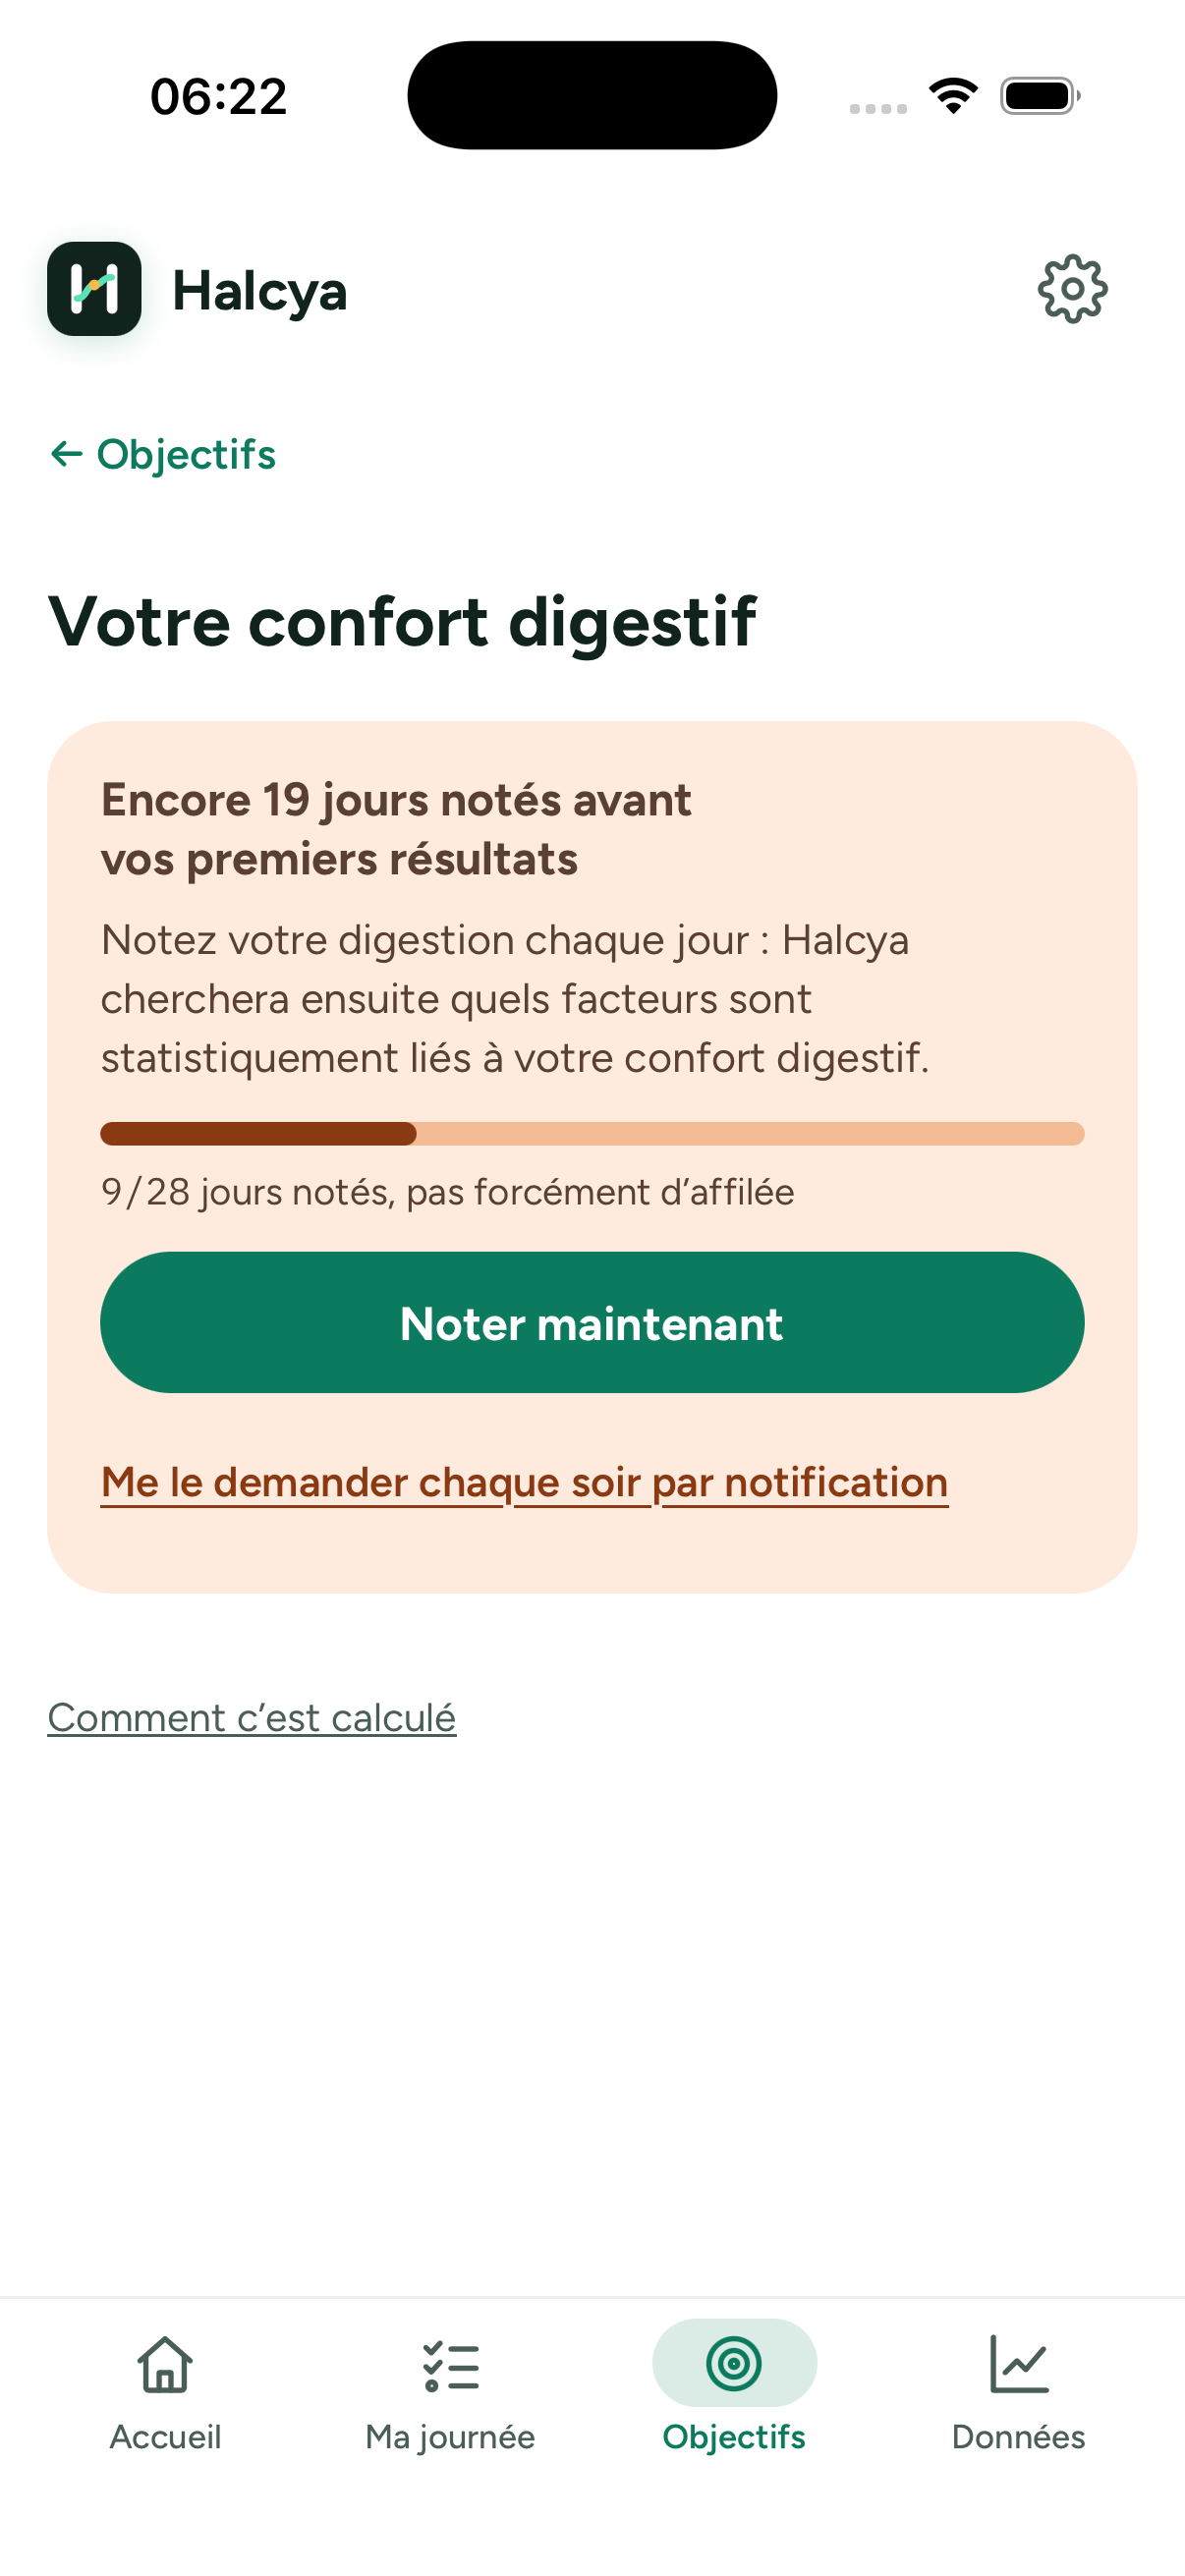 06:22
Halcya
← Objectifs
Votre confort digestif
Encore 19 jours notés avant
vos premiers résultats
Notez votre digestion chaque jour : Halcya
cherchera ensuite quels facteurs sont
statistiquement liés à votre confort digestif.
9/28 jours notés, pas forcément d’affilée
Noter maintenant
Me le demander chaque soir par notification
Comment c’est calculé
Accueil
Ma journée
Objectifs
Données